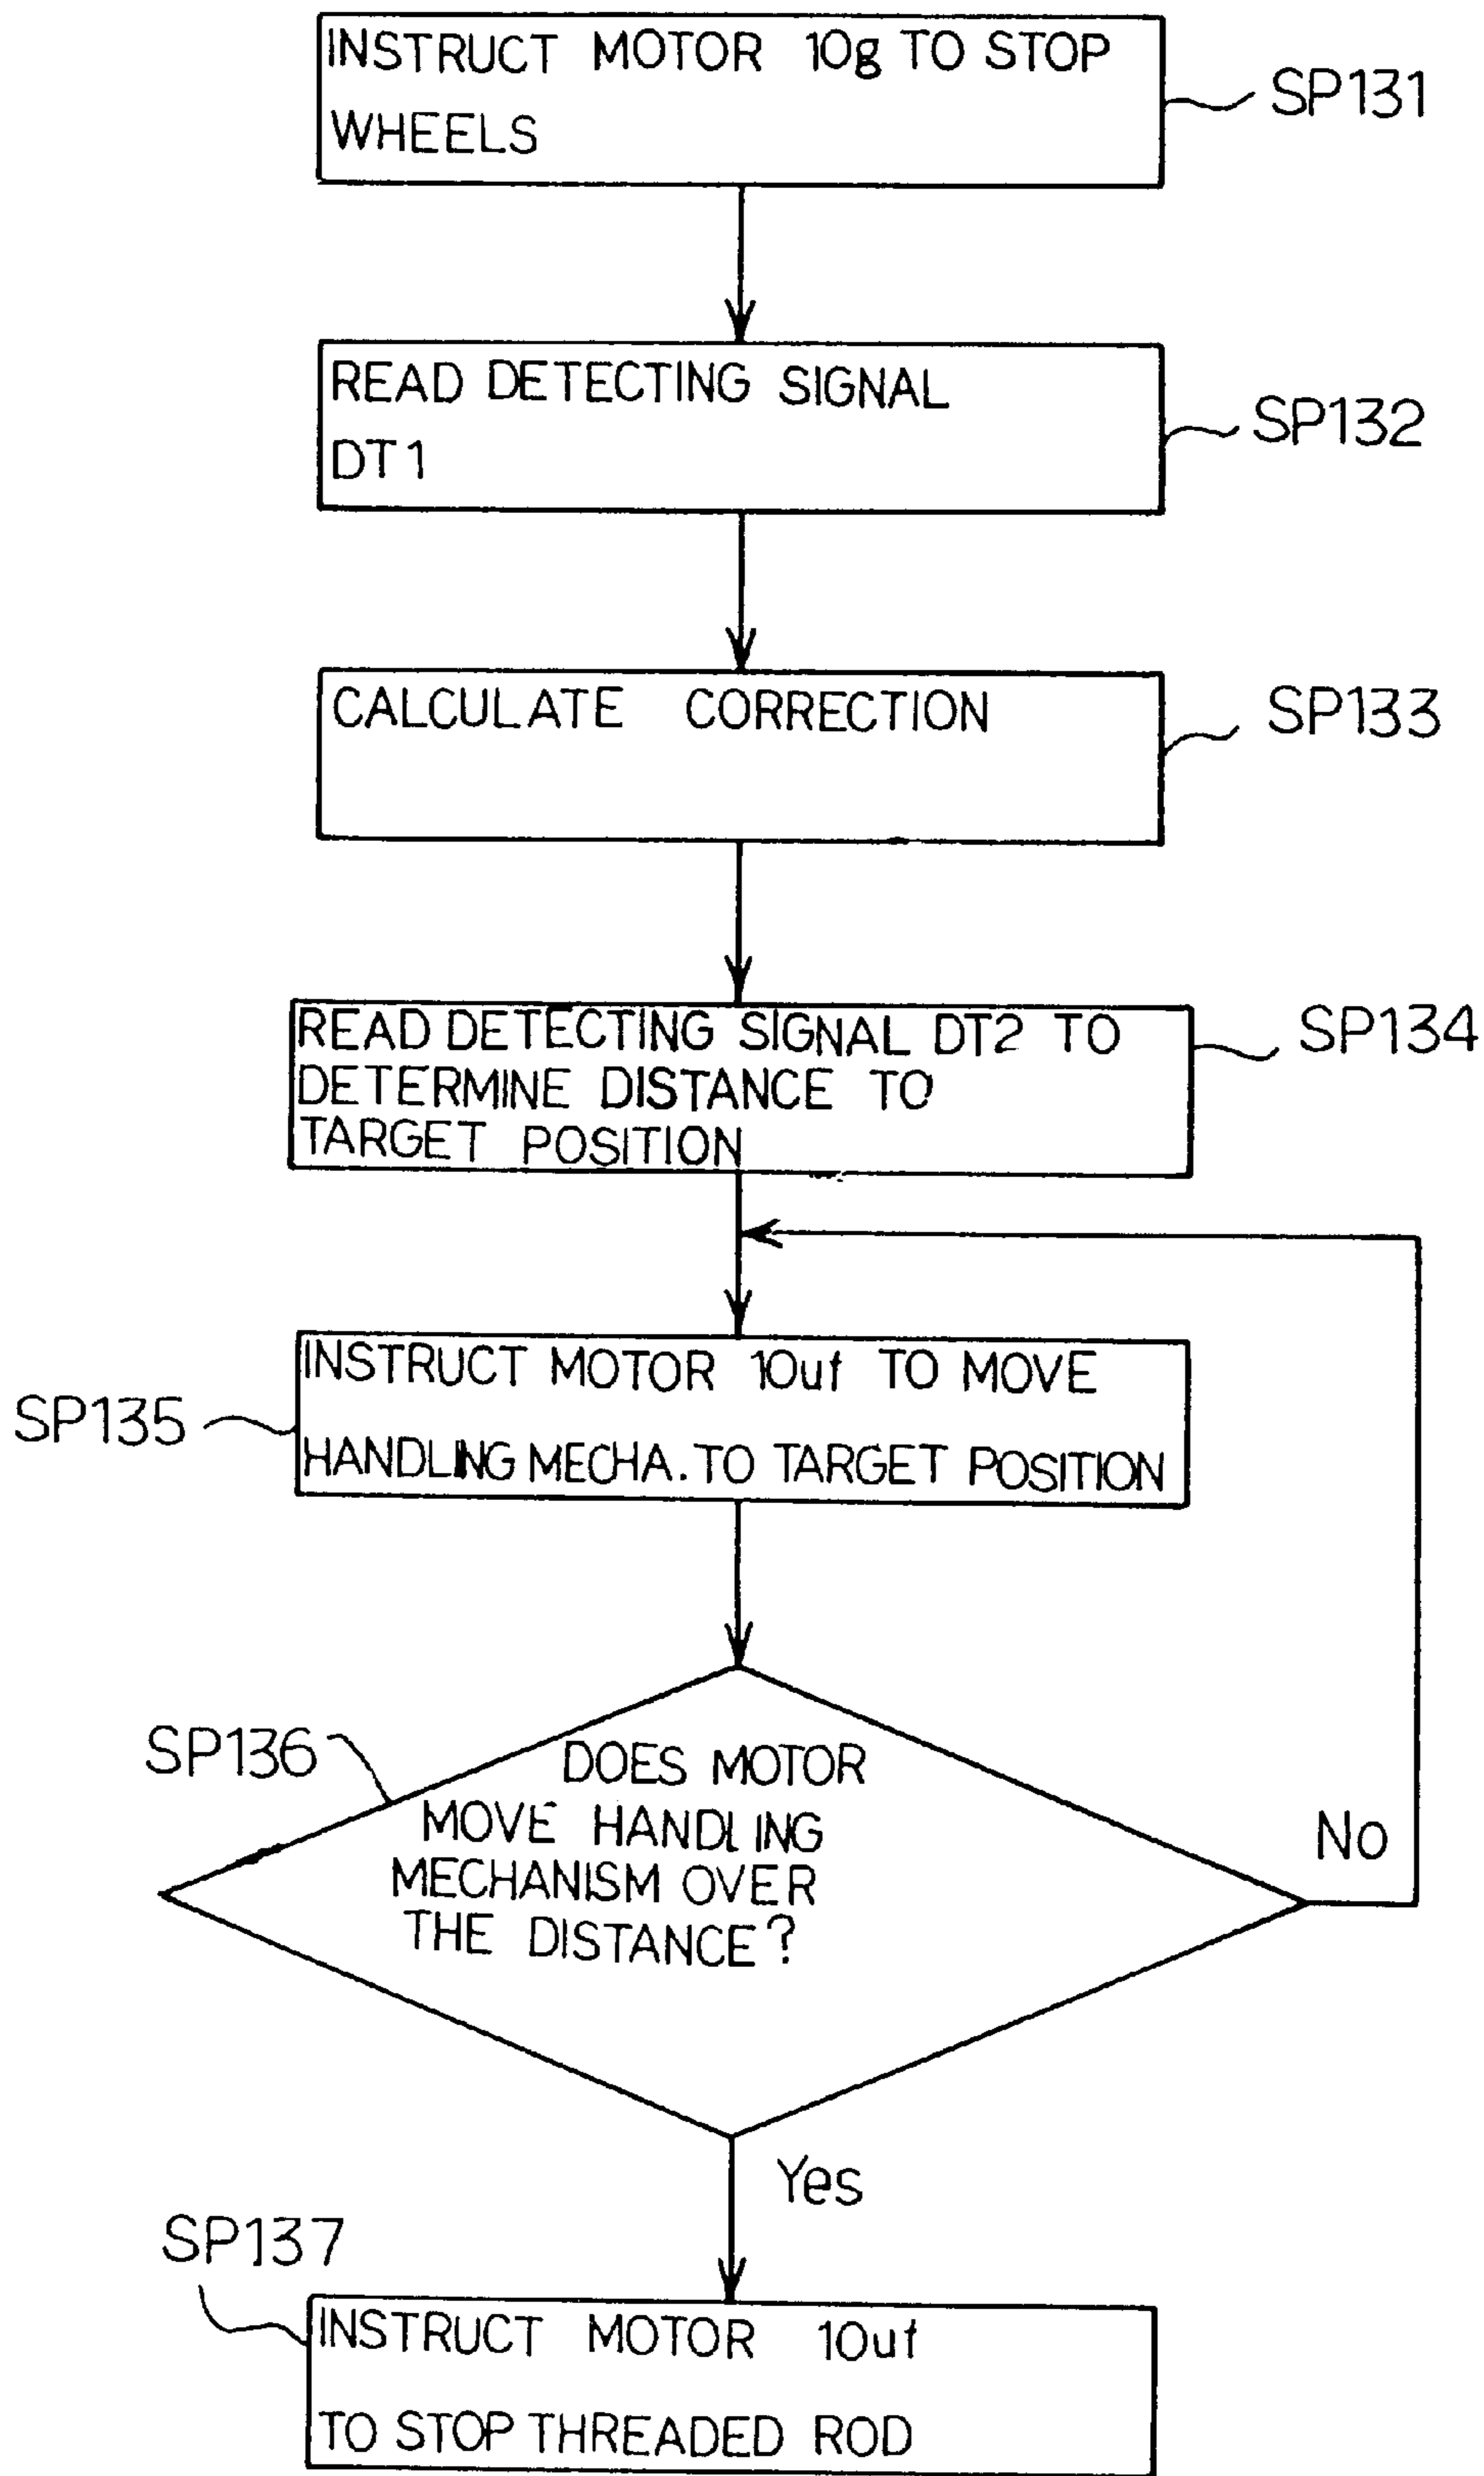 INSTRUCT MOTOR 10g TO STOP
WHEELS
SP131
READ DETECTING SIGNAL
DT1
SP132
CALCULATE CORRECTION
SP133
READ DETECTING SIGNAL DT2 TO
DETERMINE DISTANCE TO
TARGET POSITION
SP134
INSTRUCT MOTOR 10uf TO MOVE
HANDLING MECHA. TO TARGET POSITION
SP135
SP136
DOES MOTOR
MOVE HANDLING
MECHANISM OVER
THE DISTANCE?
No
Yes
SP137
INSTRUCT MOTOR 10uf
TO STOP THREADED ROD